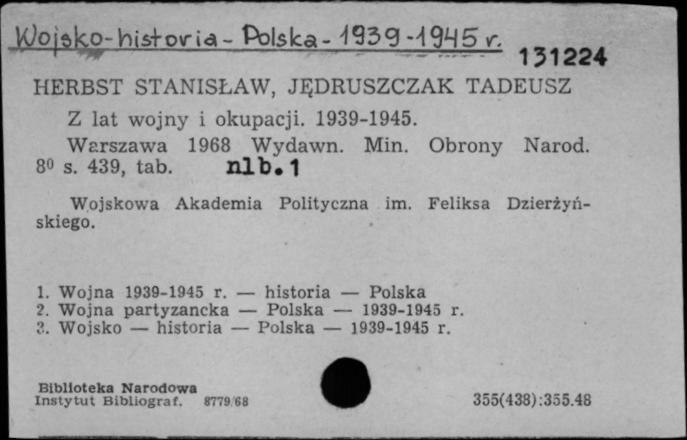 Wojsko-historia-Polska-1939-1945 r.
131224
HERBST STANISŁAW, JĘDRUSZCZAK TADEUSZ
Z lat wojny i okupacji. 1939-1945.
Warszawa 1968 Wydawn. Min. Obrony Narod.
8⁰ s. 439, tab. nlb.1
Wojskowa Akademia Polityczna im. Feliksa Dzierżyń-
skiego.
1. Wojna 1939-1945 r. — historia — Polska
2. Wojna partyzancka — Polska — 1939-1945 r.
3. Wojsko — historia — Polska — 1939-1945 r.
Biblioteka Narodowa
Instytut Bibliograf. 8779/68
355(438):355.48